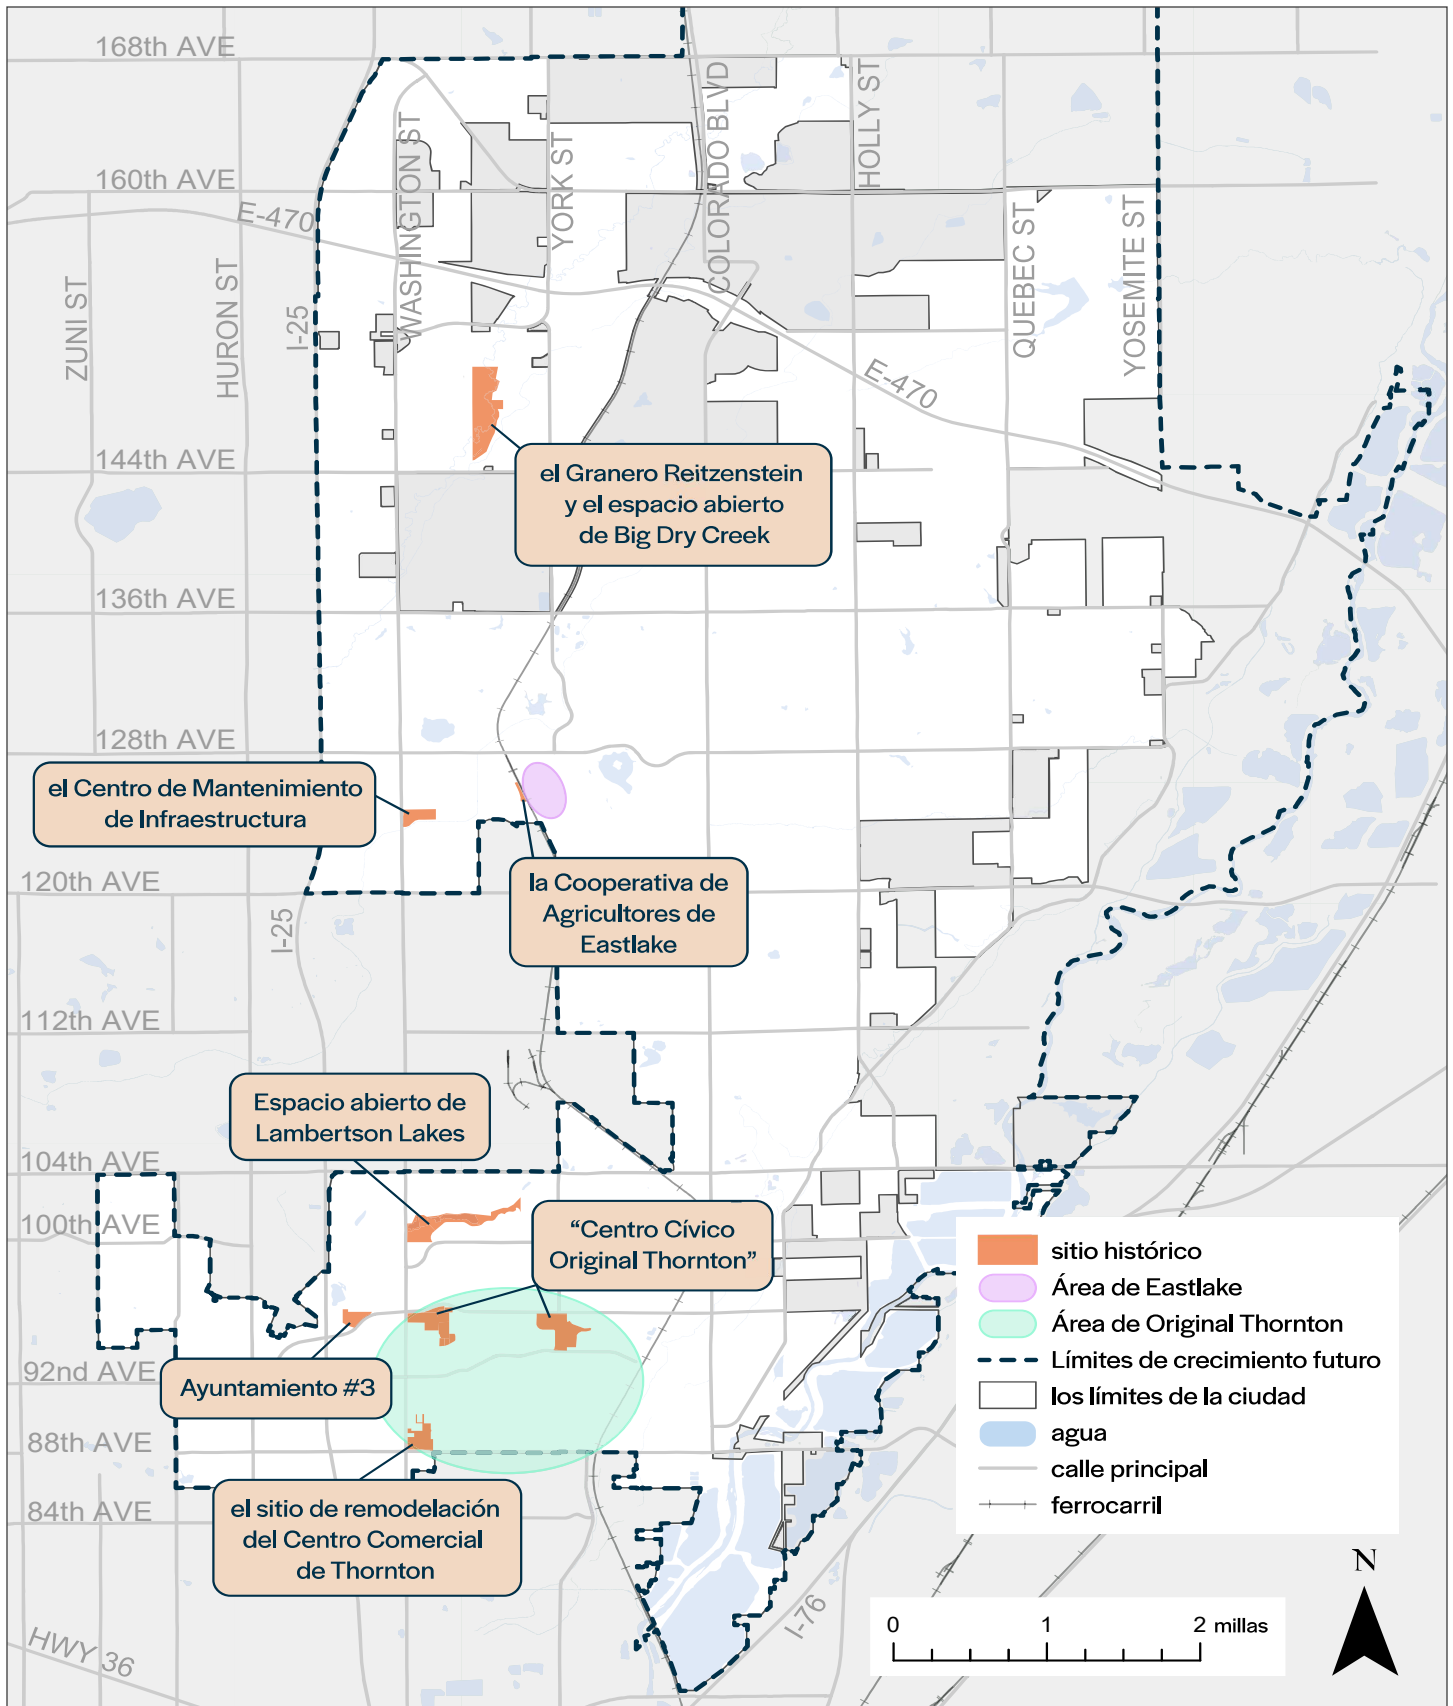 168th AVE
160th AVE
E-470
144th AVE
136th AVE
128th AVE
120th AVE
112th AVE
104th AVE
100th AVE
92nd AVE
88th AVE
84th AVE
HWY 36
ZUNI ST
HURON ST
I-25
WASHINGTON ST
YORK ST
COLORADO BLVD
HOLLY ST
QUEBEC ST
YOSEMITE ST
E-470
I-25
I-76
el Granero Reitzenstein
y el espacio abierto
de Big Dry Creek
el Centro de Mantenimiento
de Infraestructura
la Cooperativa de
Agricultores de
Eastlake
Espacio abierto de
Lambertson Lakes
“Centro Cívico
Original Thornton”
Ayuntamiento #3
el sitio de remodelación
del Centro Comercial
de Thornton
sitio histórico
Área de Eastlake
Área de Original Thornton
Límites de crecimiento futuro
los límites de la ciudad
agua
calle principal
ferrocarril
N
0 1 2 millas